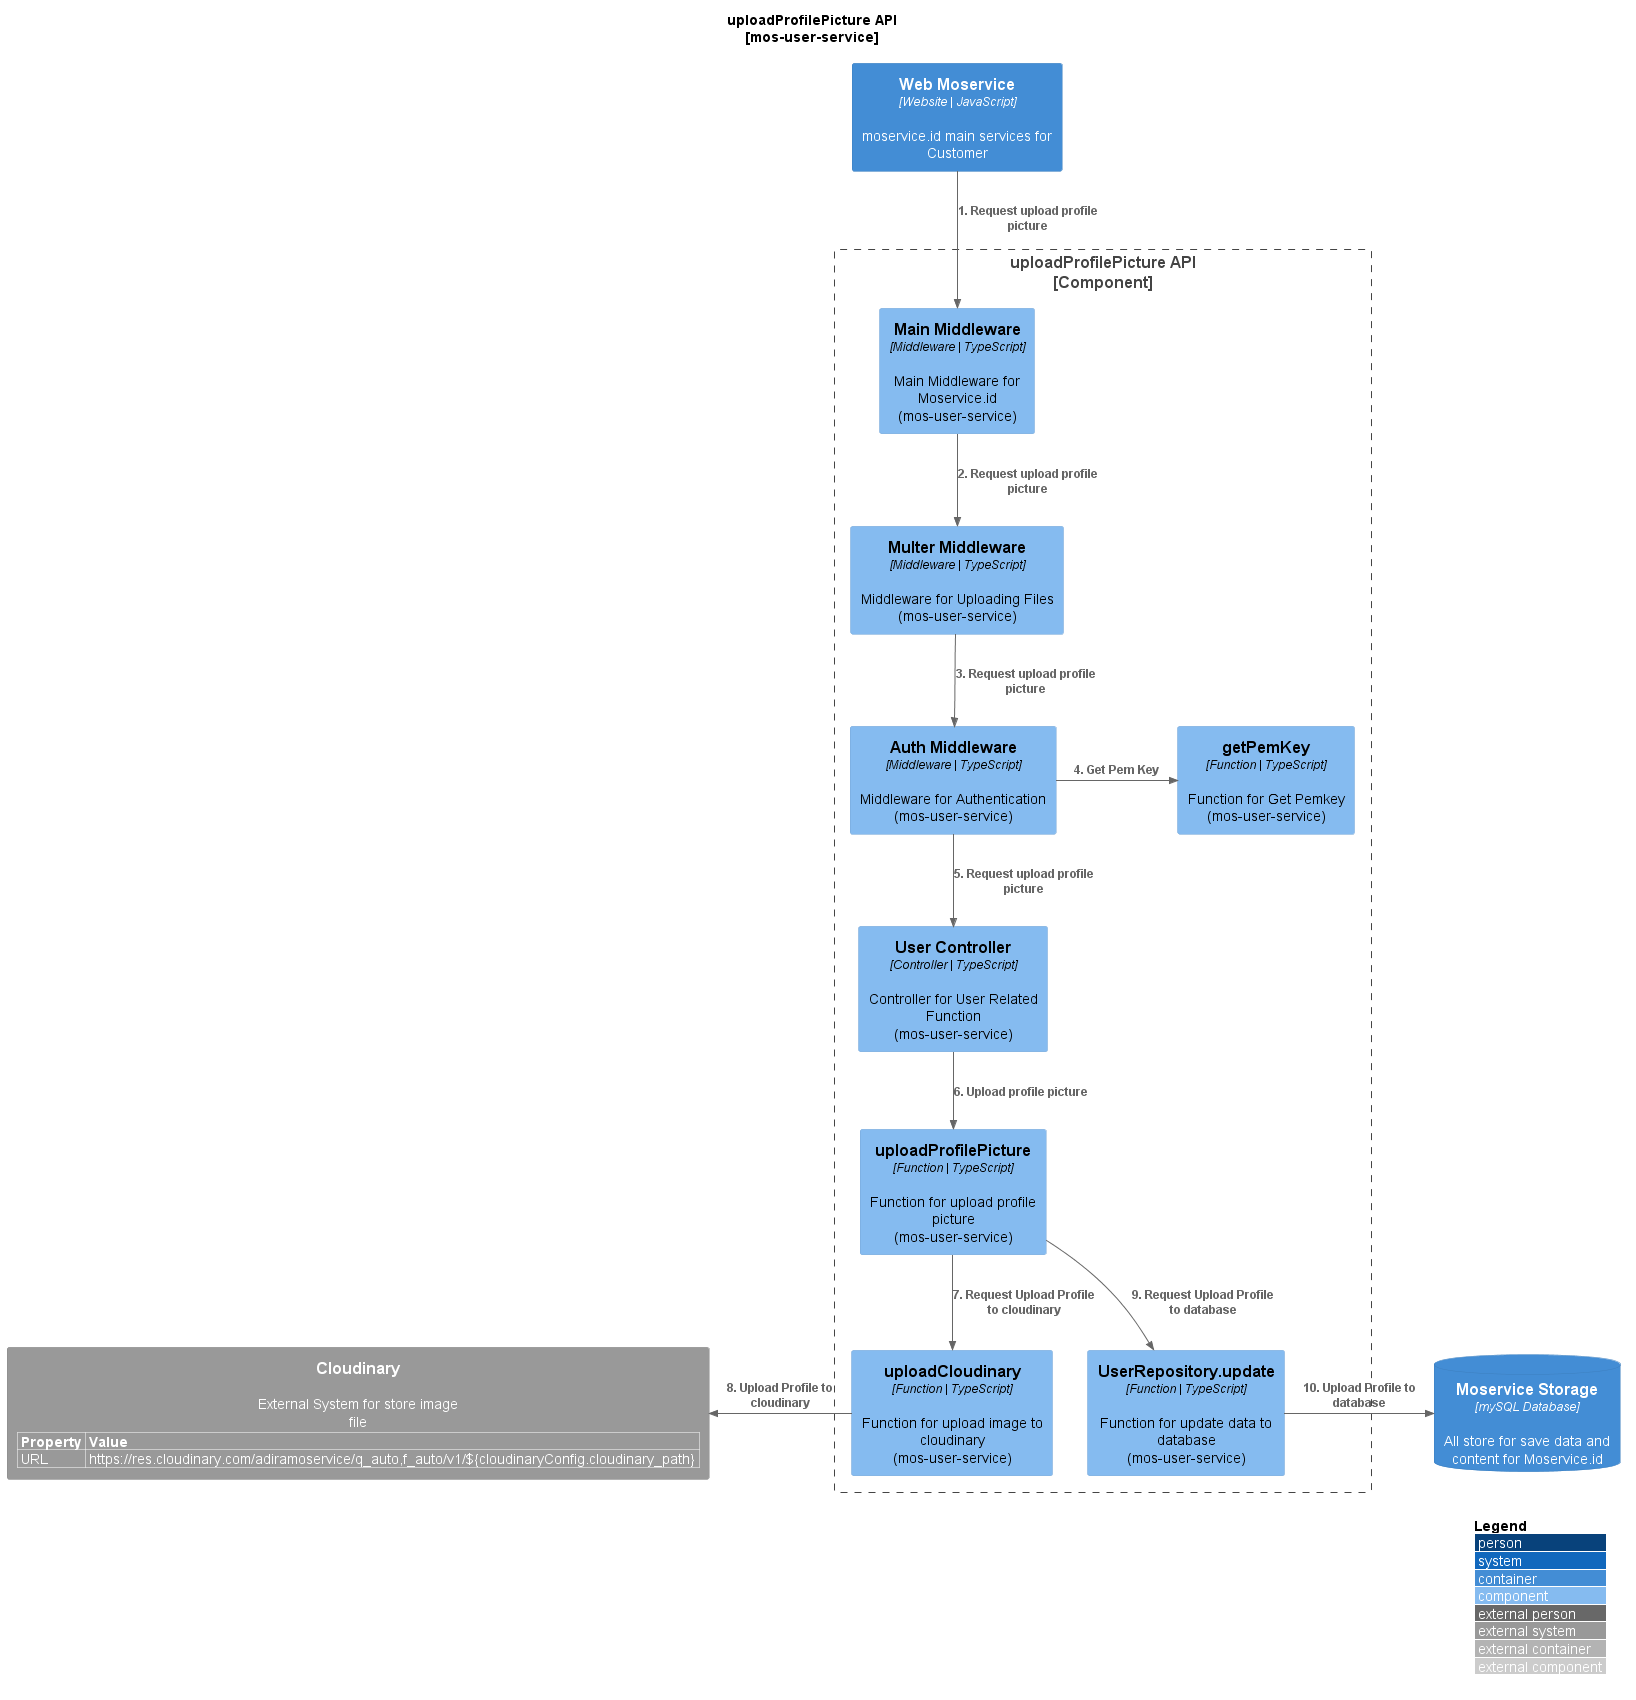 uploadProfilePicture API
[mos-user-service]
Web Moservice
[Website | JavaScript]
moservice.id main services for
Customer
1. Request upload profile
picture
uploadProfilePicture API
[Component]
Main Middleware
[Middleware | TypeScript]
Main Middleware for
Moservice.id
(mos-user-service)
2. Request upload profile
picture
Multer Middleware
[Middleware | TypeScript]
Middleware for Uploading Files
(mos-user-service)
3. Request upload profile
picture
Auth Middleware
[Middleware | TypeScript]
Middleware for Authentication
(mos-user-service)
4. Get Pem Key
getPemKey
[Function | TypeScript]
Function for Get Pemkey
(mos-user-service)
5. Request upload profile
picture
User Controller
[Controller | TypeScript]
Controller for User Related
Function
(mos-user-service)
6. Upload profile picture
uploadProfilePicture
[Function | TypeScript]
Function for upload profile
picture
(mos-user-service)
7. Request Upload Profile
to cloudinary
9. Request Upload Profile
to database
Cloudinary
External System for store image
file
Property Value
URL https://res.cloudinary.com/adiramoservice/q_auto,f_auto/v1/${cloudinaryConfig.cloudinary_path}
8. Upload Profile to
cloudinary
uploadCloudinary
[Function | TypeScript]
Function for upload image to
cloudinary
(mos-user-service)
UserRepository.update
[Function | TypeScript]
Function for update data to
database
(mos-user-service)
10. Upload Profile to
database
Moservice Storage
[mySQL Database]
All store for save data and
content for Moservice.id
Legend
person
system
container
component
external person
external system
external container
external component